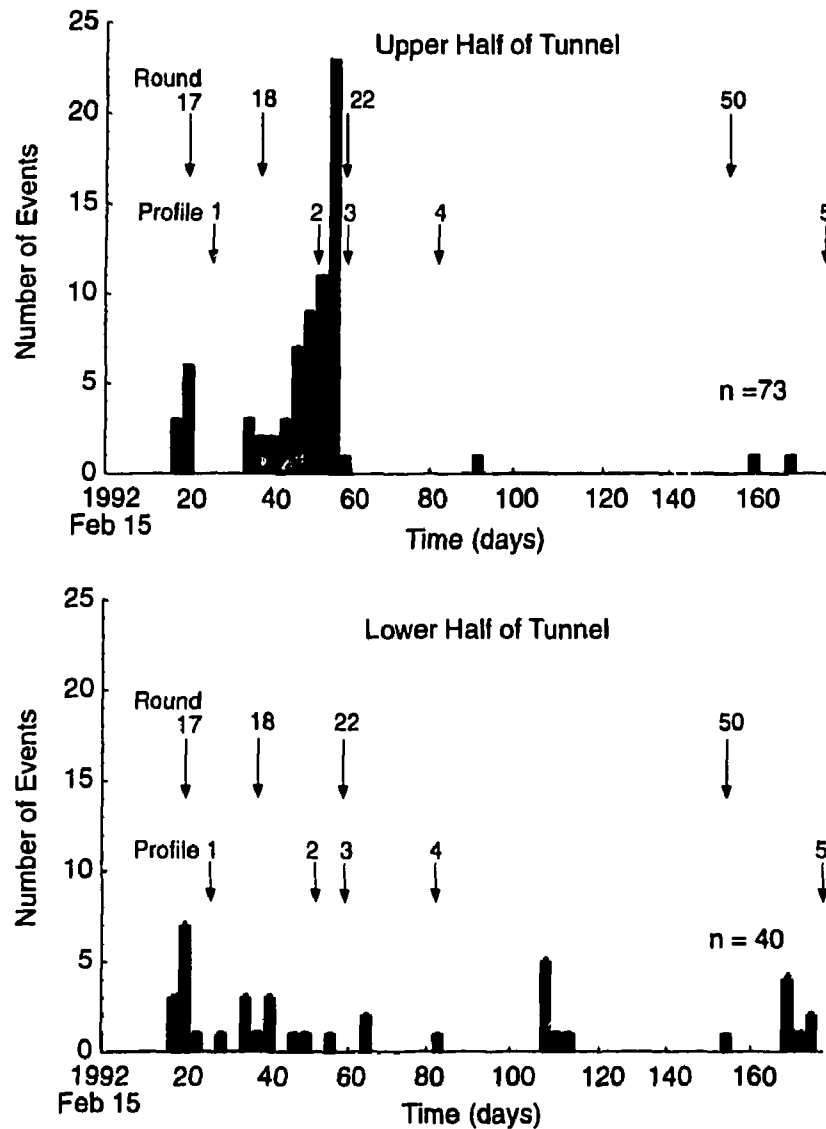 Upper Half of Tunnel
Number of Events
25
20
15
10
5
0
Round
17 18 22 50
Profile 1 2 3 4 5
n =73
1992 20 40 60 80 100 120 140 160
Feb 15
Time (days)
Lower Half of Tunnel
Number of Events
25
20
15
10
5
0
Round
17 18 22 50
Profile 1 2 3 4 5
n = 40
1992 20 40 60 80 100 120 140 160
Feb 15
Time (days)